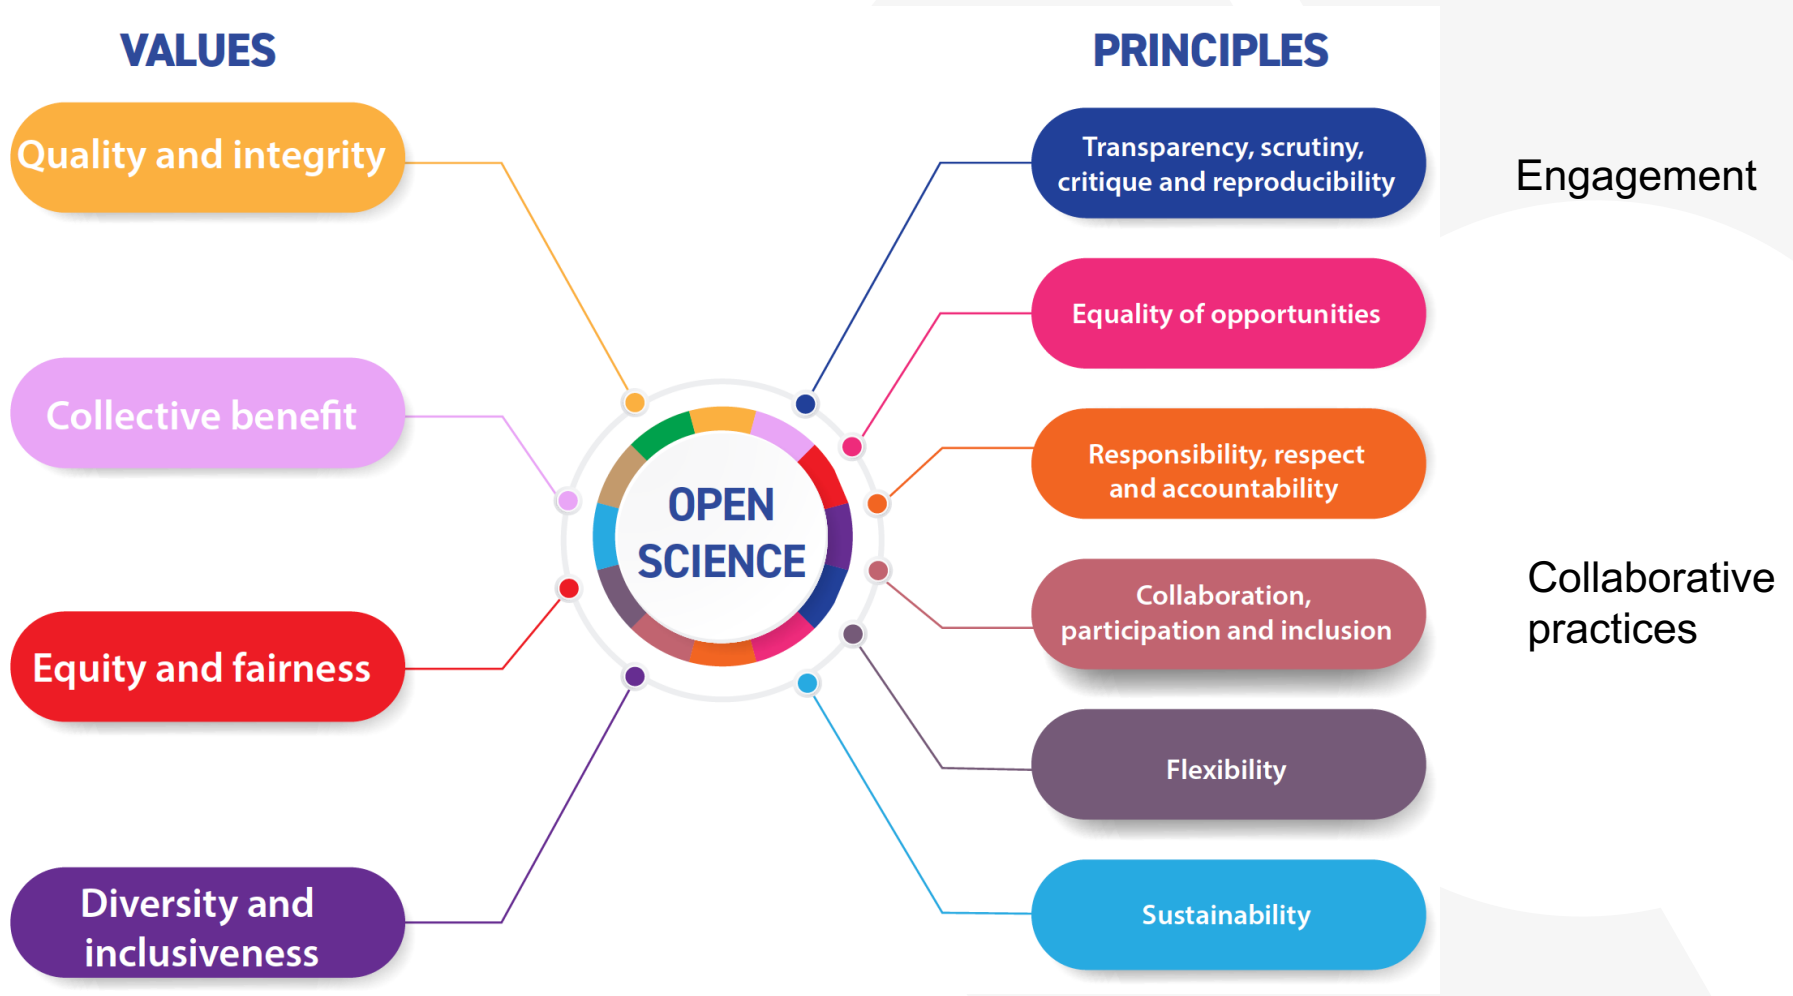 VALUES
Quality and integrity
Collective benefit
Equity and fairness
Diversity and
inclusiveness
OPEN
SCIENCE
PRINCIPLES
Transparency, scrutiny,
critique and reproducibility
Equality of opportunities
Responsibility, respect
and accountability
Collaboration,
participation and inclusion
Flexibility
Sustainability
Engagement
Collaborative
practices